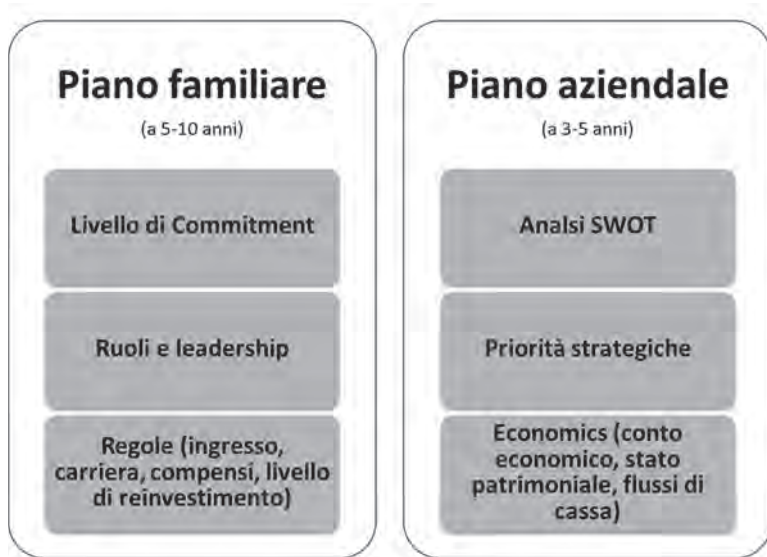 Piano familiare
(a 5-10 anni)
Livello di Commitment
Ruoli e leadership
Regole (ingresso,
carriera, compensi, livello
di reinvestimento)
Piano aziendale
(a 3-5 anni)
Analsi SWOT
Priorità strategiche
Economics (conto
economico, stato
patrimoniale, flussi di
cassa)